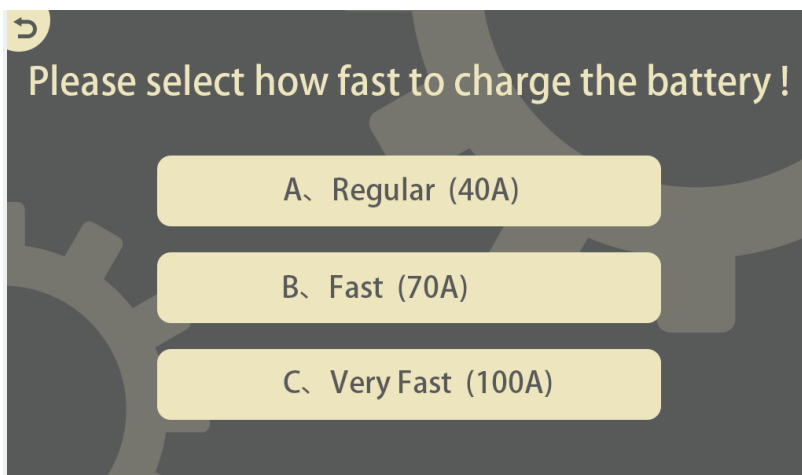 Please select how fast to charge the battery !
A、 Regular (40A)
B、 Fast (70A)
C、 Very Fast (100A)